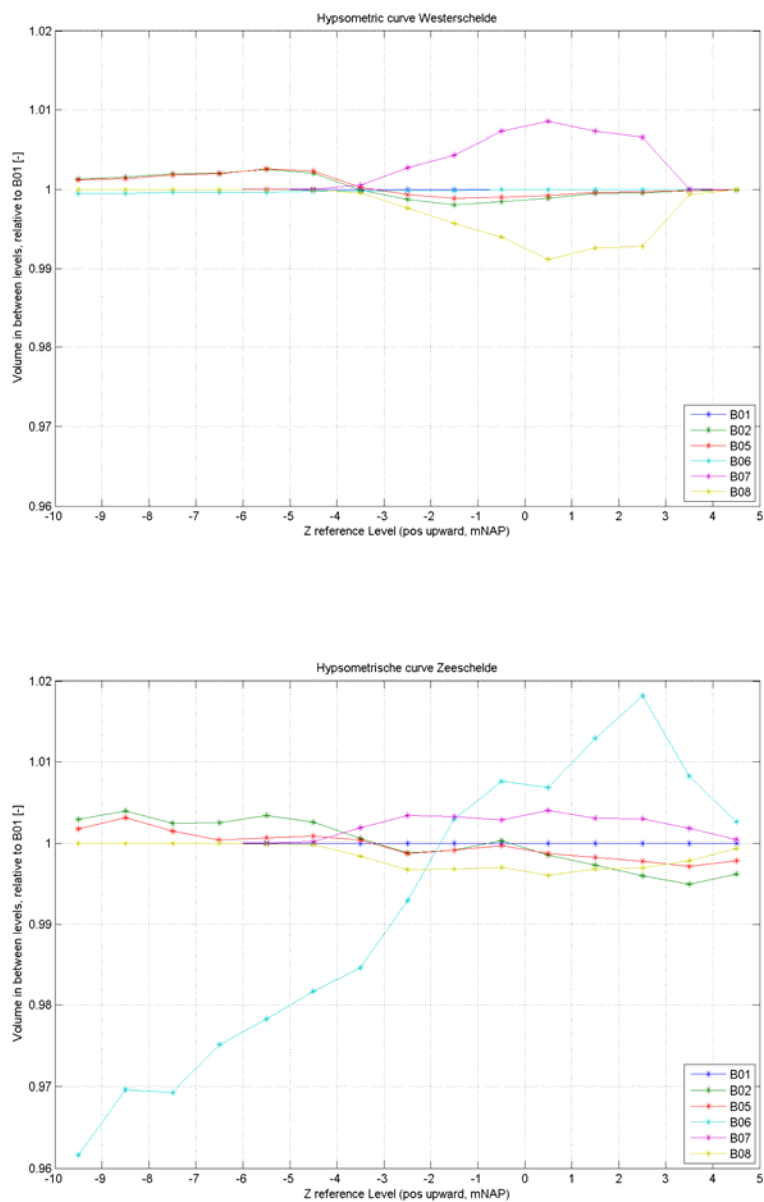 Hypsometric curve Westerschelde
1.02
1.01
1
0.99
0.98
0.97
0.96
Volume in between levels, relative to B01 [-]
B01
B02
B05
B06
B07
B08
-10 -9 -8 -7 -6 -5 -4 -3 -2 -1 0 1 2 3 4 5
Z reference Level (pos upward, mNAP)
Hypsometrische curve Zeeschelde
1.02
1.01
1
0.99
0.98
0.97
0.96
Volume in between levels, relative to B01 [-]
B01
B02
B05
B06
B07
B08
-10 -9 -8 -7 -6 -5 -4 -3 -2 -1 0 1 2 3 4 5
Z reference Level (pos upward, mNAP)